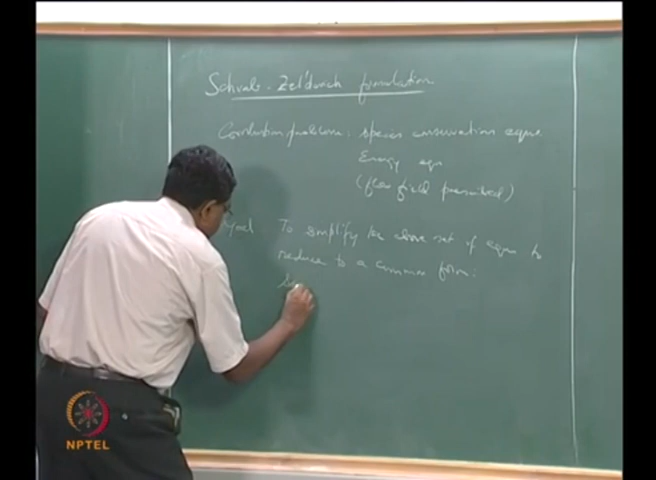 Schvab-Zel'dovich formulation
Combustion problems: species conservation eqns
Energy eqn
(flow field prescribed)
Goal To simplify the above set of eqns to
reduce to a common form:
NPTEL